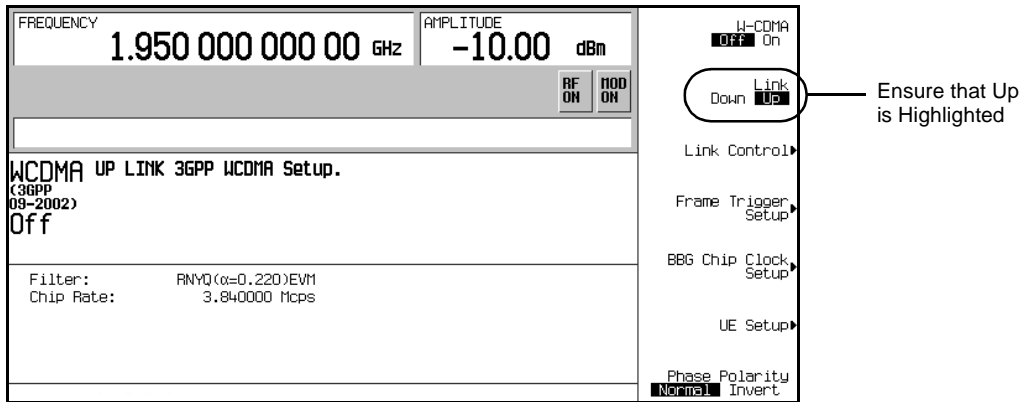 FREQUENCY
1.950 000 000 00 GHz
AMPLITUDE
-10.00 dBm
RF ON
MOD ON
WCDMA UP LINK 3GPP WCDMA Setup.
(3GPP
09-2002)
Off
Filter: RNYQ(α=0.220)EVM
Chip Rate: 3.840000 Mcps
W-CDMA
Off On
Link
Down Up
Link Control
Frame Trigger
Setup
BBG Chip Clock
Setup
UE Setup
Phase Polarity
Normal Invert
Ensure that Up
is Highlighted